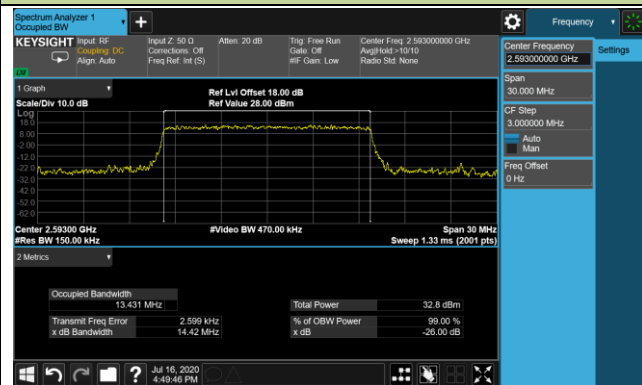 Spectrum Analyzer 1
Occupied BW
+
Frequency
KEYSIGHT
Input: RF
Coupling: DC
Align: Auto
Input Z: 50 Ω
Corrections: Off
Freq Ref: Int (S)
Atten: 20 dB
Trig: Free Run
Gate: Off
#IF Gain: Low
Center Freq: 2.593000000 GHz
Avg|Hold:>10/10
Radio Std: None
Center Frequency
2.593000000 GHz
Settings
Span
30.000 MHz
CF Step
3.000000 MHz
Auto
Man
Freq Offset
0 Hz
1 Graph
Scale/Div 10.0 dB
Ref Lvl Offset 18.00 dB
Ref Value 28.00 dBm
Log
18.0
8.00
-2.00
-12.0
-22.0
-32.0
-42.0
-52.0
-62.0
Center 2.59300 GHz
#Res BW 150.00 kHz
#Video BW 470.00 kHz
Span 30 MHz
Sweep 1.33 ms (2001 pts)
2 Metrics
Occupied Bandwidth
13.431 MHz
Total Power 32.8 dBm
Transmit Freq Error 2.599 kHz
% of OBW Power 99.00 %
x dB Bandwidth 14.42 MHz
x dB -26.00 dB
?
Jul 16, 2020
4:49:46 PM